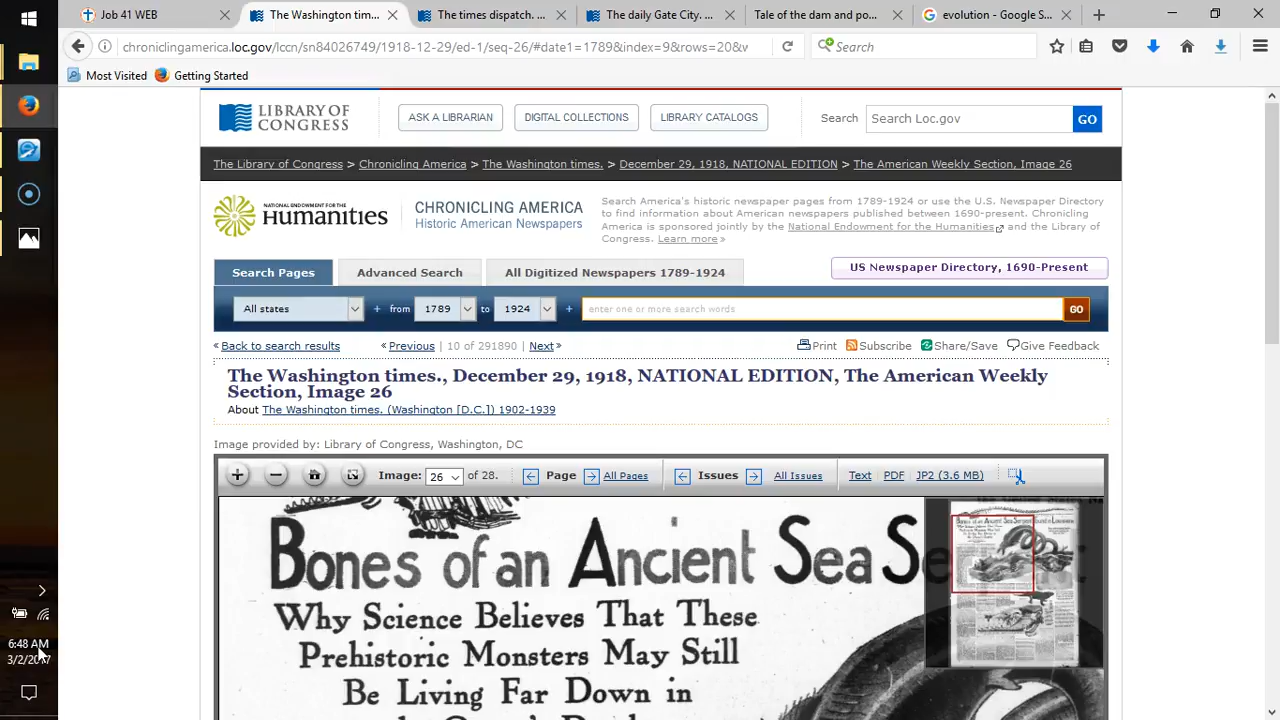 Job 41 WEB
The Washington tim...
The times dispatch. ...
The daily Gate City. ...
Tale of the dam and po...
evolution - Google S...
chroniclingamerica.loc.gov/lccn/sn84026749/1918-12-29/ed-1/seq-26/#date1=1789&index=9&rows=20&w
Search
Most Visited
Getting Started
LIBRARY OF
CONGRESS
ASK A LIBRARIAN
DIGITAL COLLECTIONS
LIBRARY CATALOGS
Search
Search Loc.gov
GO
The Library of Congress > Chronicling America > The Washington times. > December 29, 1918, NATIONAL EDITION > The American Weekly Section, Image 26
NATIONAL ENDOWMENT FOR THE
Humanities
CHRONICLING AMERICA
Historic American Newspapers
Search America's historic newspaper pages from 1789-1924 or use the U.S. Newspaper Directory
to find information about American newspapers published between 1690-present. Chronicling
America is sponsored jointly by the National Endowment for the Humanities and the Library of
Congress. Learn more »
Search Pages
Advanced Search
All Digitized Newspapers 1789-1924
US Newspaper Directory, 1690-Present
All states + from 1789 to 1924 + enter one or more search words GO
« Back to search results « Previous | 10 of 291890 | Next »
Print Subscribe Share/Save Give Feedback
The Washington times., December 29, 1918, NATIONAL EDITION, The American Weekly
Section, Image 26
About The Washington times. (Washington [D.C.]) 1902-1939
Image provided by: Library of Congress, Washington, DC
Image: 26 of 28. Page All Pages Issues All Issues Text PDF JP2 (3.6 MB)
Bones of an Ancient Sea Se
Why Science Believes That These
Prehistoric Monsters May Still
Be Living Far Down in
6:48 AM
3/2/2017